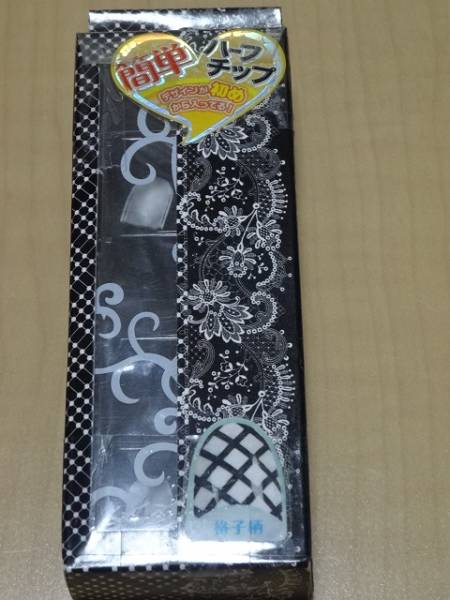 簡単
ハーフ
チップ
デザインが初め
から入ってる!
格子柄